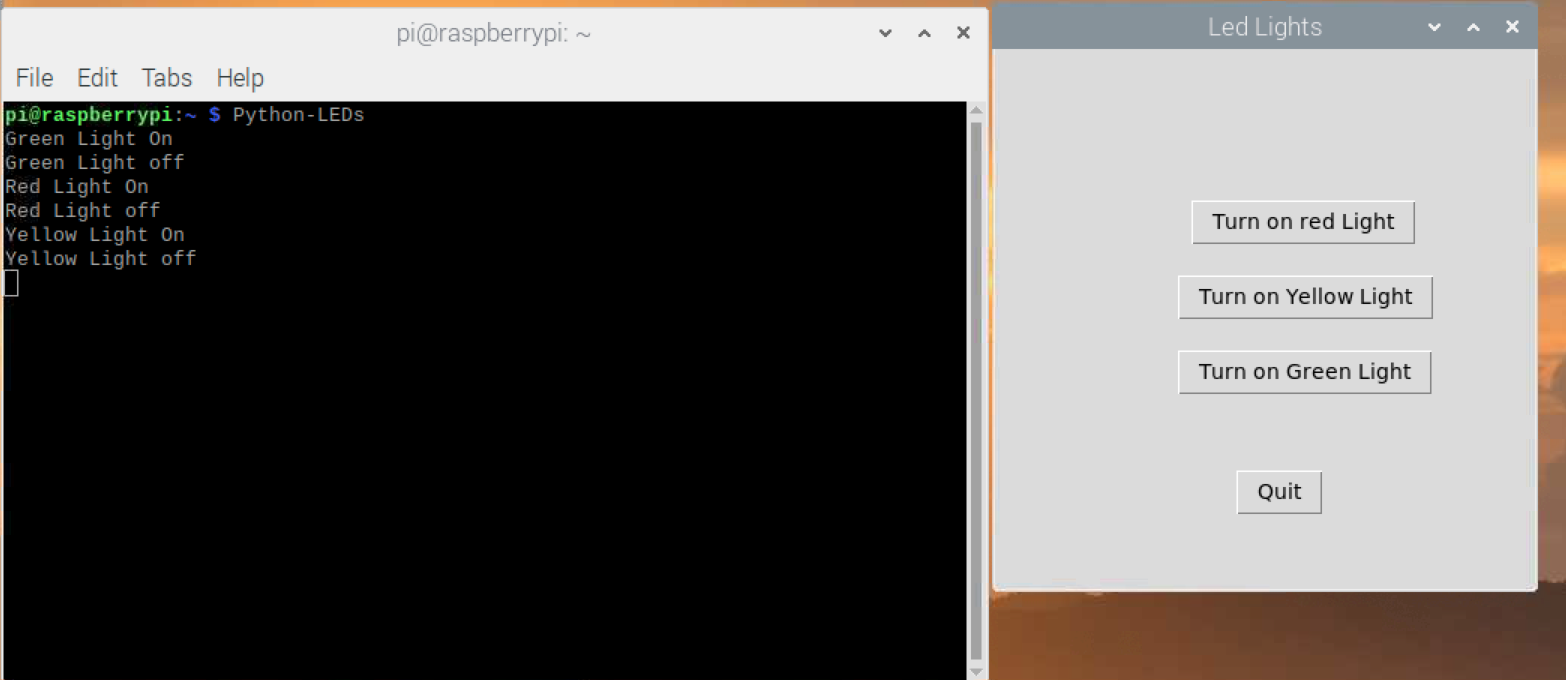 pi@raspberrypi: ~
File Edit Tabs Help
pi@raspberrypi:~ $ Python-LEDs
Green Light On
Green Light off
Red Light On
Red Light off
Yellow Light On
Yellow Light off
Led Lights
Turn on red Light
Turn on Yellow Light
Turn on Green Light
Quit